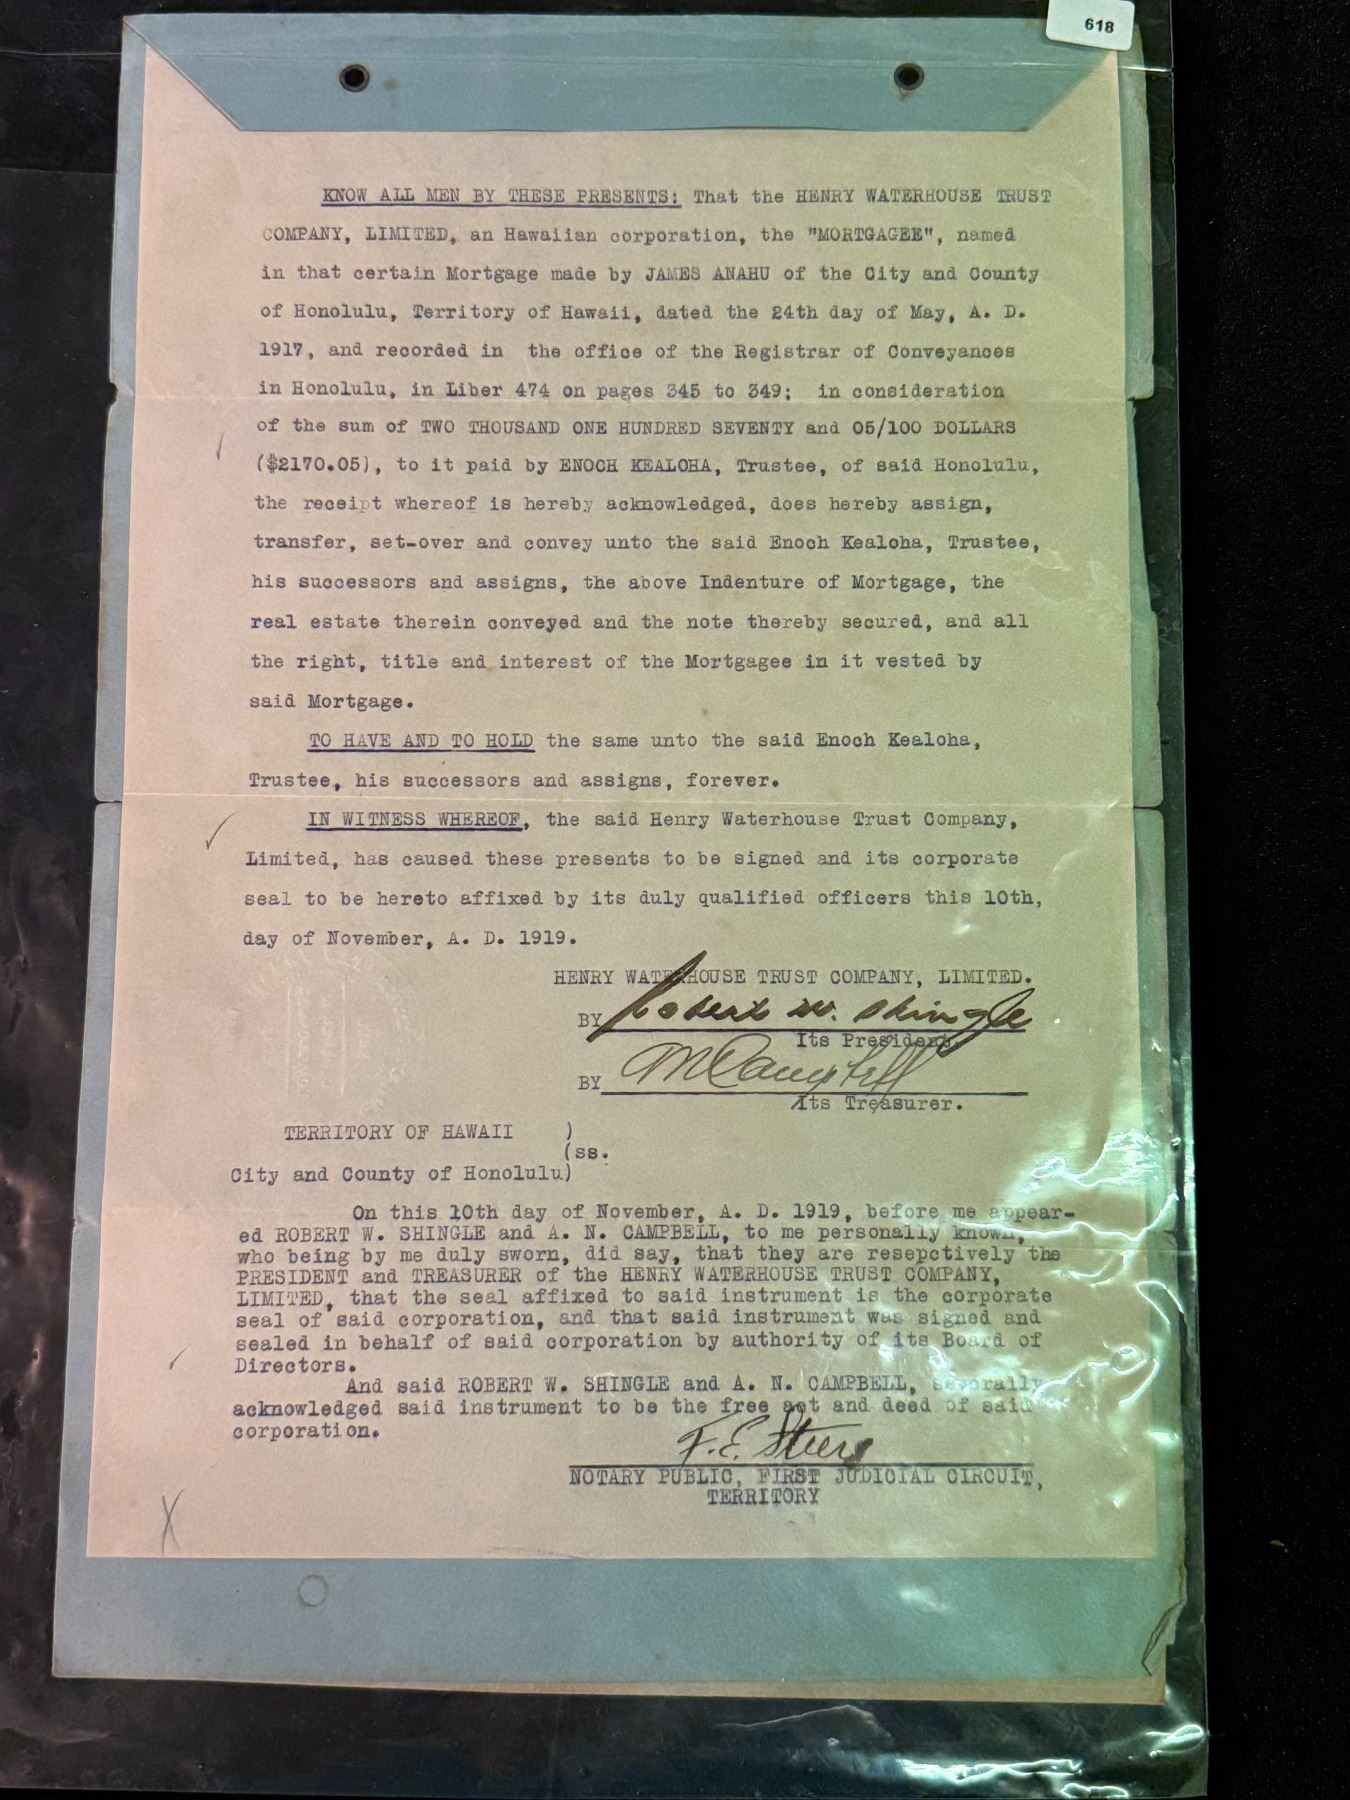 618
KNOW ALL MEN BY THESE PRESENTS: That the HENRY WATERHOUSE TRUST
COMPANY, LIMITED, an Hawaiian corporation, the "MORTGAGEE", named
in that certain Mortgage made by JAMES ANAHU of the City and County
of Honolulu, Territory of Hawaii, dated the 24th day of May, A. D.
1917, and recorded in the office of the Registrar of Conveyances
in Honolulu, in Liber 474 on pages 345 to 349; in consideration
of the sum of TWO THOUSAND ONE HUNDRED SEVENTY and 05/100 DOLLARS
($2170.05), to it paid by ENOCH KEALOHA, Trustee, of said Honolulu,
the receipt whereof is hereby acknowledged, does hereby assign,
transfer, set-over and convey unto the said Enoch Kealoha, Trustee,
his successors and assigns, the above Indenture of Mortgage, the
real estate therein conveyed and the note thereby secured, and all
the right, title and interest of the Mortgagee in it vested by
said Mortgage.
TO HAVE AND TO HOLD the same unto the said Enoch Kealoha,
Trustee, his successors and assigns, forever.
IN WITNESS WHEREOF, the said Henry Waterhouse Trust Company,
Limited, has caused these presents to be signed and its corporate
seal to be hereto affixed by its duly qualified officers this 10th,
day of November, A. D. 1919.
HENRY WATERHOUSE TRUST COMPANY, LIMITED.
BY Robert W. Shingle
Its President.
BY A N Campbell
Its Treasurer.
TERRITORY OF HAWAII )
(ss.
City and County of Honolulu)
On this 10th day of November, A. D. 1919, before me appear-
ed ROBERT W. SHINGLE and A. N. CAMPBELL, to me personally known,
who being by me duly sworn, did say, that they are resepctively the
PRESIDENT and TREASURER of the HENRY WATERHOUSE TRUST COMPANY,
LIMITED, that the seal affixed to said instrument is the corporate
seal of said corporation, and that said instrument was signed and
sealed in behalf of said corporation by authority of its Board of
Directors.
And said ROBERT W. SHINGLE and A. N. CAMPBELL, severally
acknowledged said instrument to be the free act and deed of said
corporation.
F. E. Steere
NOTARY PUBLIC, FIRST JUDICIAL CIRCUIT,
TERRITORY
X